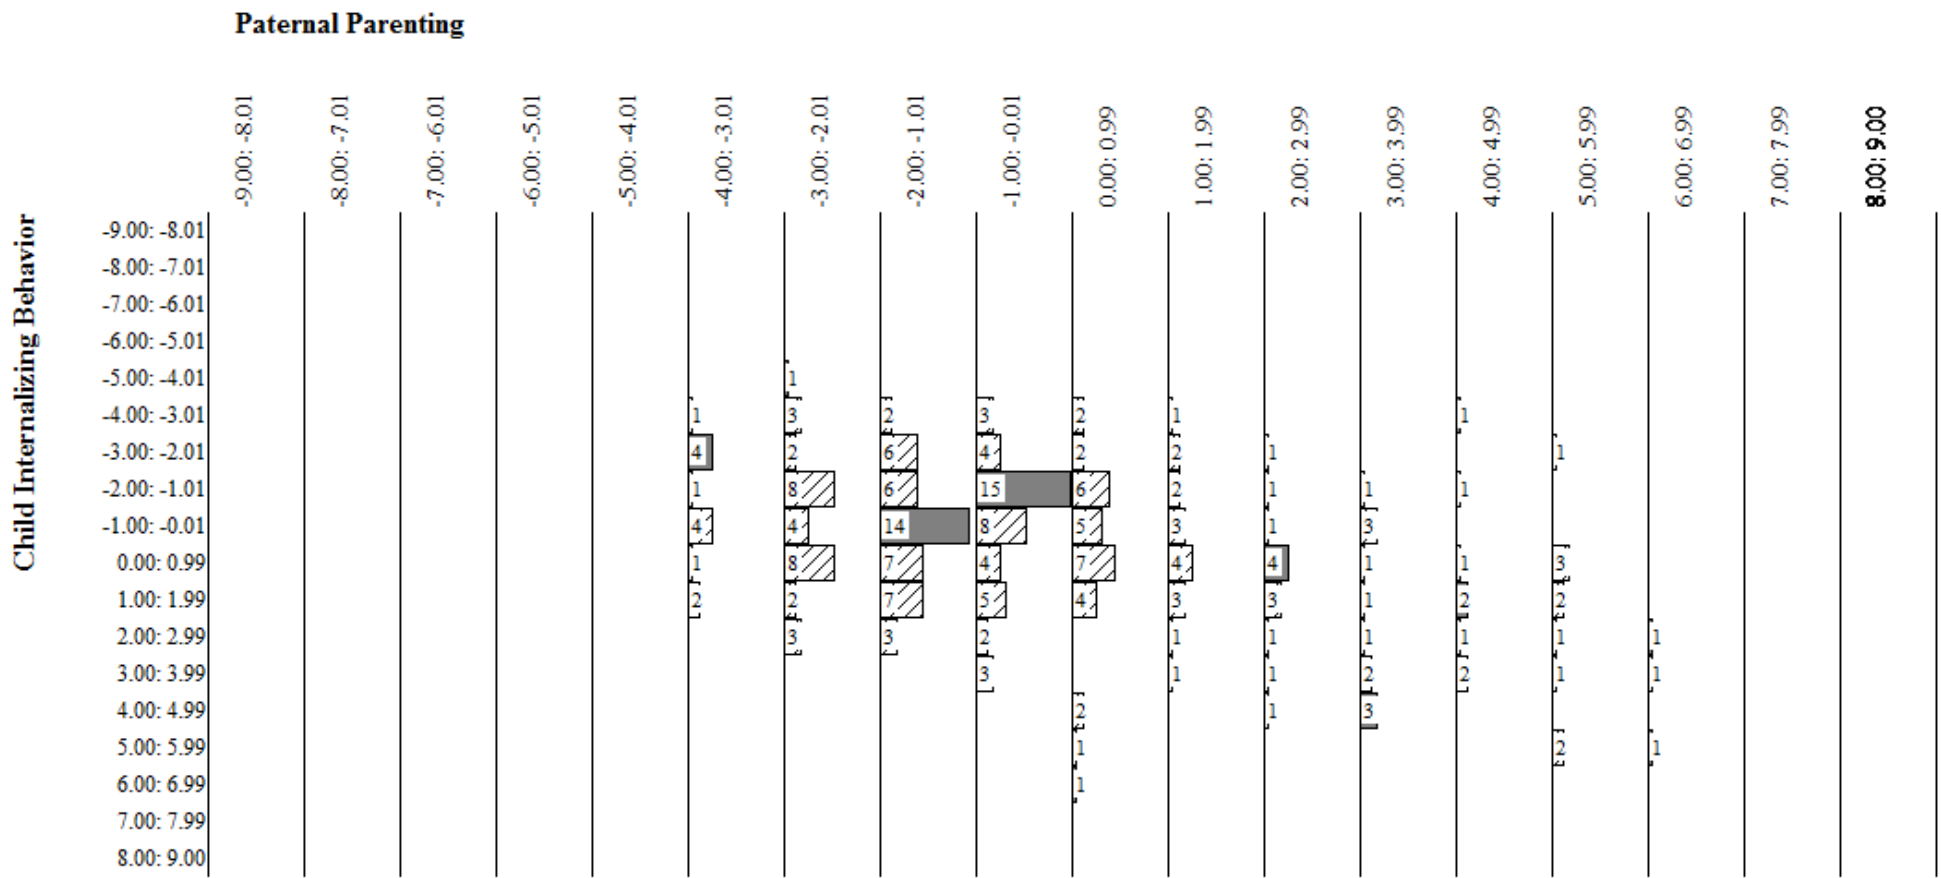 Paternal Parenting
-9.00: -8.01 -8.00: -7.01 -7.00: -6.01 -6.00: -5.01 -5.00: -4.01 -4.00: -3.01 -3.00: -2.01 -2.00: -1.01 -1.00: -0.01 0.00: 0.99 1.00: 1.99 2.00: 2.99 3.00: 3.99 4.00: 4.99 5.00: 5.99 6.00: 6.99 7.00: 7.99 8.00: 9.00
Child Internalizing Behavior
-9.00: -8.01
-8.00: -7.01
-7.00: -6.01
-6.00: -5.01
-5.00: -4.01 1
-4.00: -3.01 1 3 2 3 2 1 1
-3.00: -2.01 4 2 6 4 2 2 1 1
-2.00: -1.01 1 8 6 15 6 2 1 1 1
-1.00: -0.01 4 4 14 8 5 3 1 3
0.00: 0.99 1 8 7 4 7 4 4 1 1 3
1.00: 1.99 2 2 7 5 4 3 3 1 2 2
2.00: 2.99 3 3 2 1 1 1 1 1 1
3.00: 3.99 3 1 1 2 2 1 1
4.00: 4.99 2 1 3
5.00: 5.99 1 2 1
6.00: 6.99 1
7.00: 7.99
8.00: 9.00